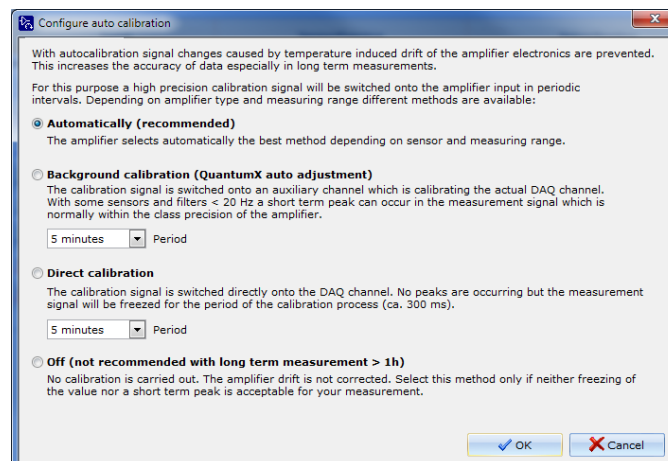 Configure auto calibration
With autocalibration signal changes caused by temperature induced drift of the amplifier electronics are prevented.
This increases the accuracy of data especially in long term measurements.
For this purpose a high precision calibration signal will be switched onto the amplifier input in periodic
intervals. Depending on amplifier type and measuring range different methods are available:
Automatically (recommended)
The amplifier selects automatically the best method depending on sensor and measuring range.
Background calibration (QuantumX auto adjustment)
The calibration signal is switched onto an auxiliary channel which is calibrating the actual DAQ channel.
With some sensors and filters < 20 Hz a short term peak can occur in the measurement signal which is
normally within the class precision of the amplifier.
5 minutes Period
Direct calibration
The calibration signal is switched directly onto the DAQ channel. No peaks are occurring but the measurement
signal will be freezed for the period of the calibration process (ca. 300 ms).
5 minutes Period
Off (not recommended with long term measurement > 1h)
No calibration is carried out. The amplifier drift is not corrected. Select this method only if neither freezing of
the value nor a short term peak is acceptable for your measurement.
OK Cancel